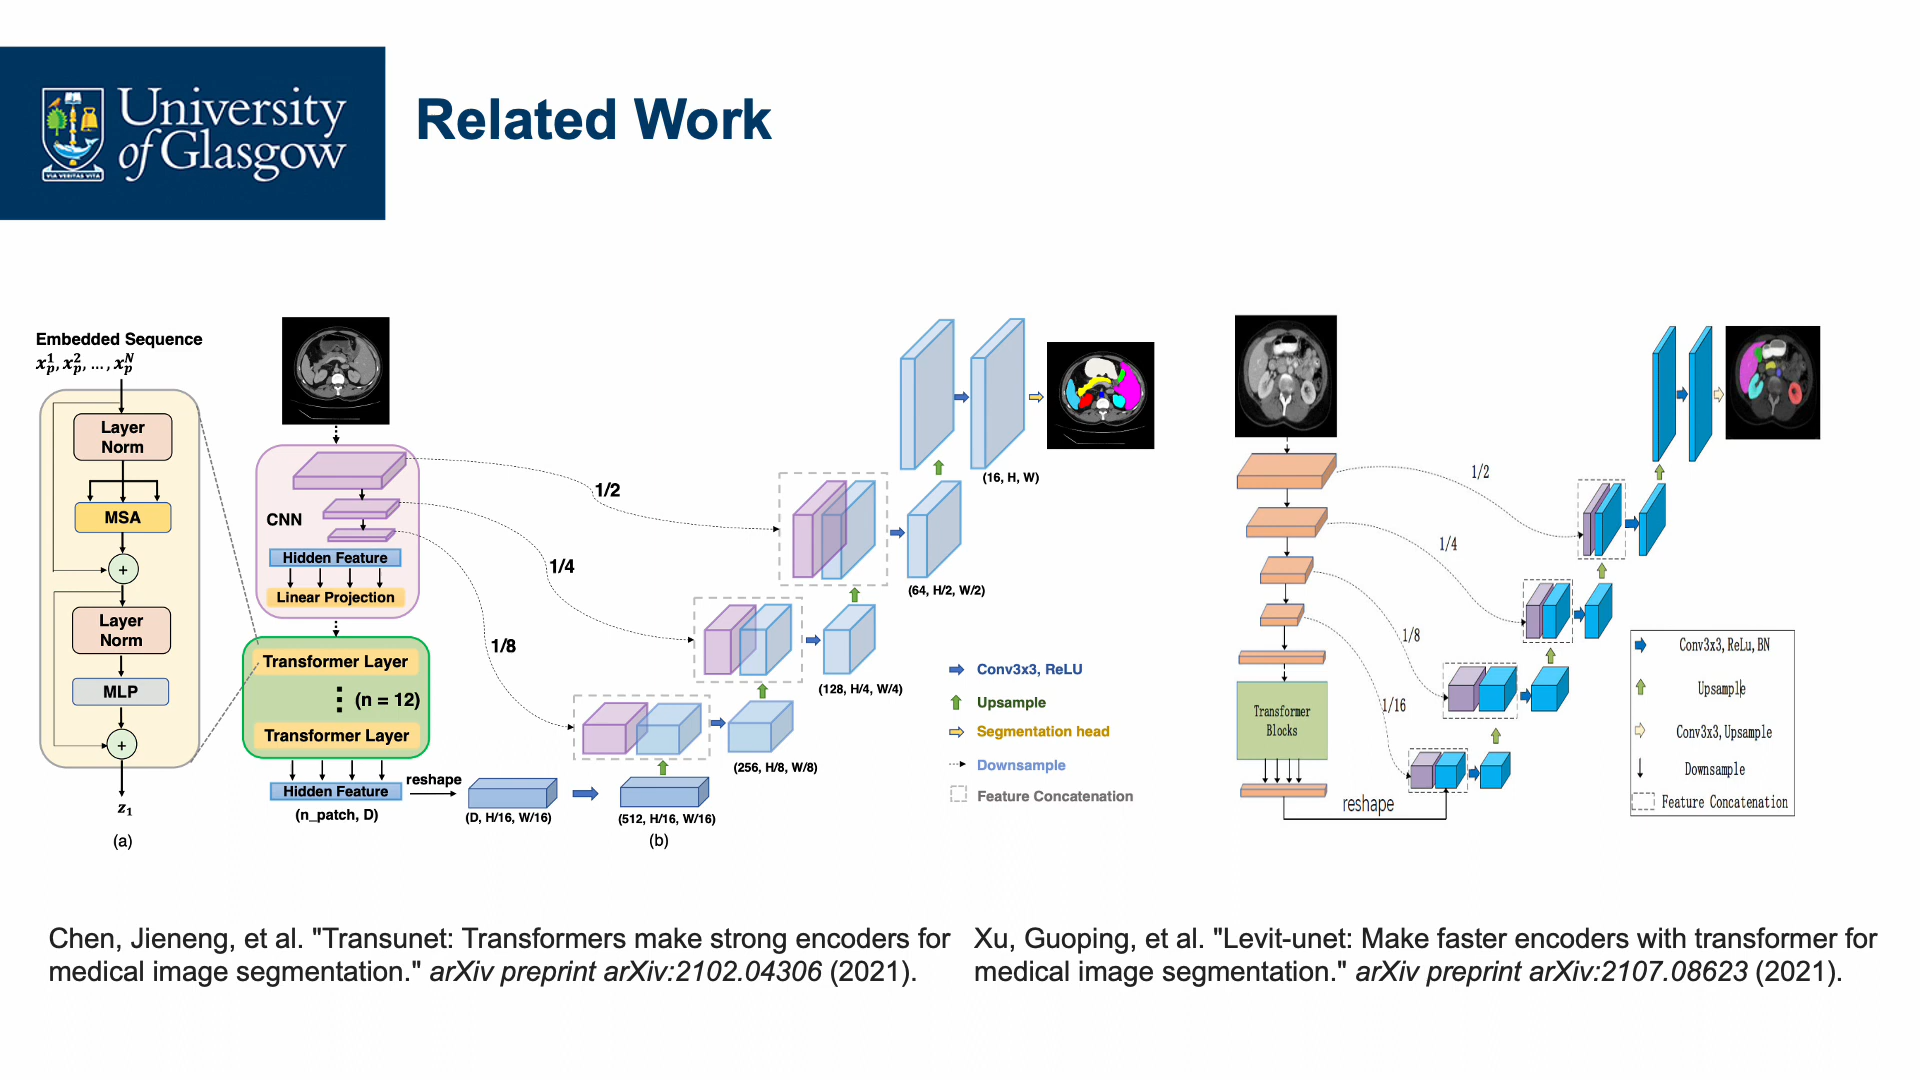 University
of Glasgow
VIA VERITAS VITA
Related Work
Embedded Sequence
x_p^1, x_p^2, ..., x_p^N
Layer
Norm
MSA
+
Layer
Norm
MLP
+
z_1
(a)
CNN
Hidden Feature
Linear Projection
Transformer Layer
(n = 12)
Transformer Layer
Hidden Feature
(n_patch, D)
reshape
(D, H/16, W/16)
(512, H/16, W/16)
(b)
1/2
1/4
1/8
(256, H/8, W/8)
(128, H/4, W/4)
(64, H/2, W/2)
(16, H, W)
Conv3x3, ReLU
Upsample
Segmentation head
Downsample
Feature Concatenation
1/2
1/4
1/8
1/16
Transformer
Blocks
reshape
Conv3x3, ReLu, BN
Upsample
Conv3x3, Upsample
Downsample
Feature Concatenation
Chen, Jieneng, et al. "Transunet: Transformers make strong encoders for
medical image segmentation." arXiv preprint arXiv:2102.04306 (2021).
Xu, Guoping, et al. "Levit-unet: Make faster encoders with transformer for
medical image segmentation." arXiv preprint arXiv:2107.08623 (2021).